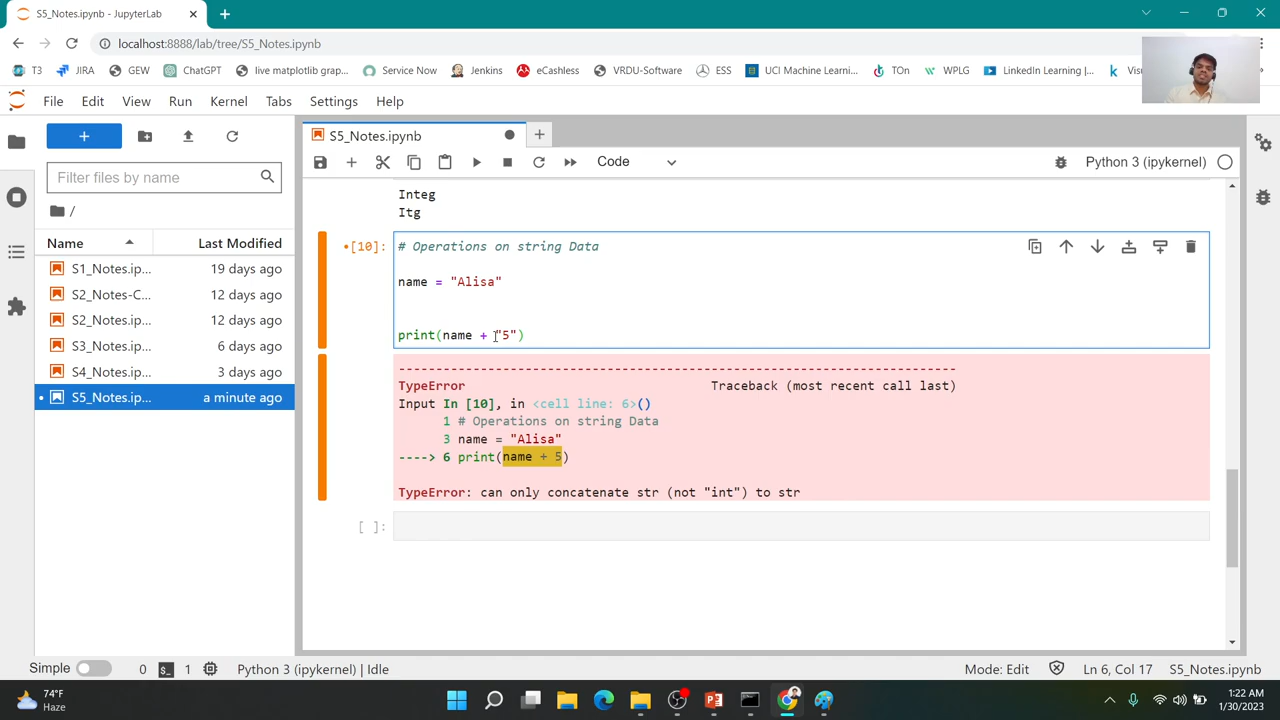 S5_Notes.ipynb - JupyterLab
localhost:8888/lab/tree/S5_Notes.ipynb
T3 JIRA GEW ChatGPT live matplotlib grap... Service Now Jenkins eCashless VRDU-Software ESS UCI Machine Learni... TOn WPLG LinkedIn Learning |... Visu
File Edit View Run Kernel Tabs Settings Help
S5_Notes.ipynb
Code
Python 3 (ipykernel)
Filter files by name
/
Name Last Modified
S1_Notes.ip... 19 days ago
S2_Notes-C... 12 days ago
S2_Notes.ip... 12 days ago
S3_Notes.ip... 6 days ago
S4_Notes.ip... 3 days ago
S5_Notes.ip... a minute ago
Integ
Itg
[10]: # Operations on string Data
name = "Alisa"
print(name + "5")
---------------------------------------------------------------------------
TypeError Traceback (most recent call last)
Input In [10], in <cell line: 6>()
1 # Operations on string Data
3 name = "Alisa"
----> 6 print(name + 5)
TypeError: can only concatenate str (not "int") to str
[ ]:
Simple 0 1 Python 3 (ipykernel) | Idle Mode: Edit Ln 6, Col 17 S5_Notes.ipynb
74°F
Haze
1:22 AM
1/30/2023